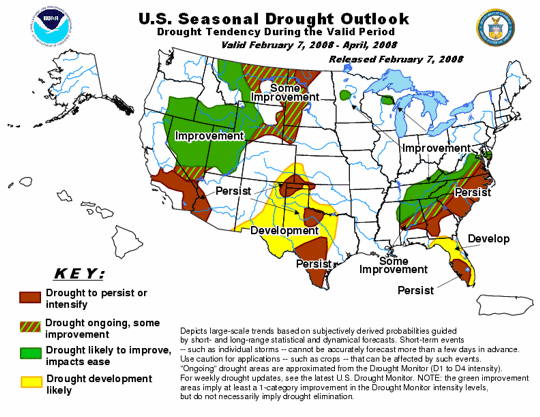 U.S. Seasonal Drought Outlook
Drought Tendency During the Valid Period
Valid February 7, 2008 - April, 2008
Released February 7, 2008
NOAA
Some
Improvement
Improvement
Improvement
Persist
Persist
Development
Develop
Persist
Some
Improvement
Persist
KEY:
Drought to persist or
intensify
Drought ongoing, some
improvement
Drought likely to improve,
impacts ease
Drought development
likely
Depicts large-scale trends based on subjectively derived probabilities guided
by short- and long-range statistical and dynamical forecasts. Short-term events
-- such as individual storms -- cannot be accurately forecast more than a few days in advance.
Use caution for applications -- such as crops -- that can be affected by such events.
"Ongoing" drought areas are approximated from the Drought Monitor (D1 to D4 intensity).
For weekly drought updates, see the latest U.S. Drought Monitor. NOTE: the green improvement
areas imply at least a 1-category improvement in the Drought Monitor intensity levels,
but do not necessarily imply drought elimination.